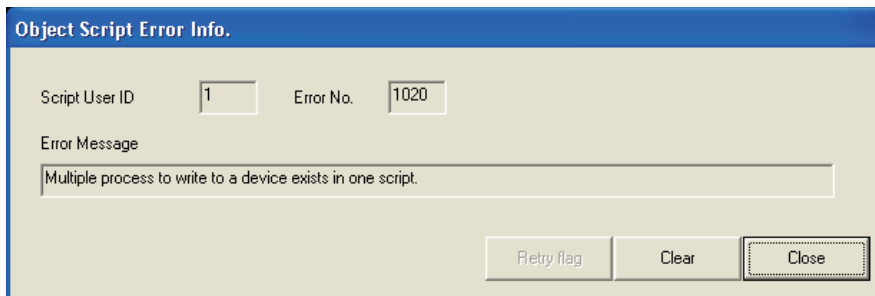 Object Script Error Info.
Script User ID 1 Error No. 1020
Error Message
Multiple process to write to a device exists in one script.
Retry flag Clear Close